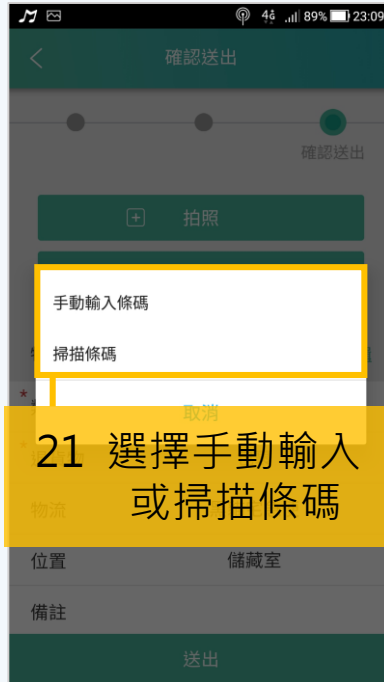 4G 89% 23:09
確認送出
確認送出
拍照
手動輸入條碼
掃描條碼
取消
21 選擇手動輸入
或掃描條碼
物流
位置 儲藏室
備註
送出